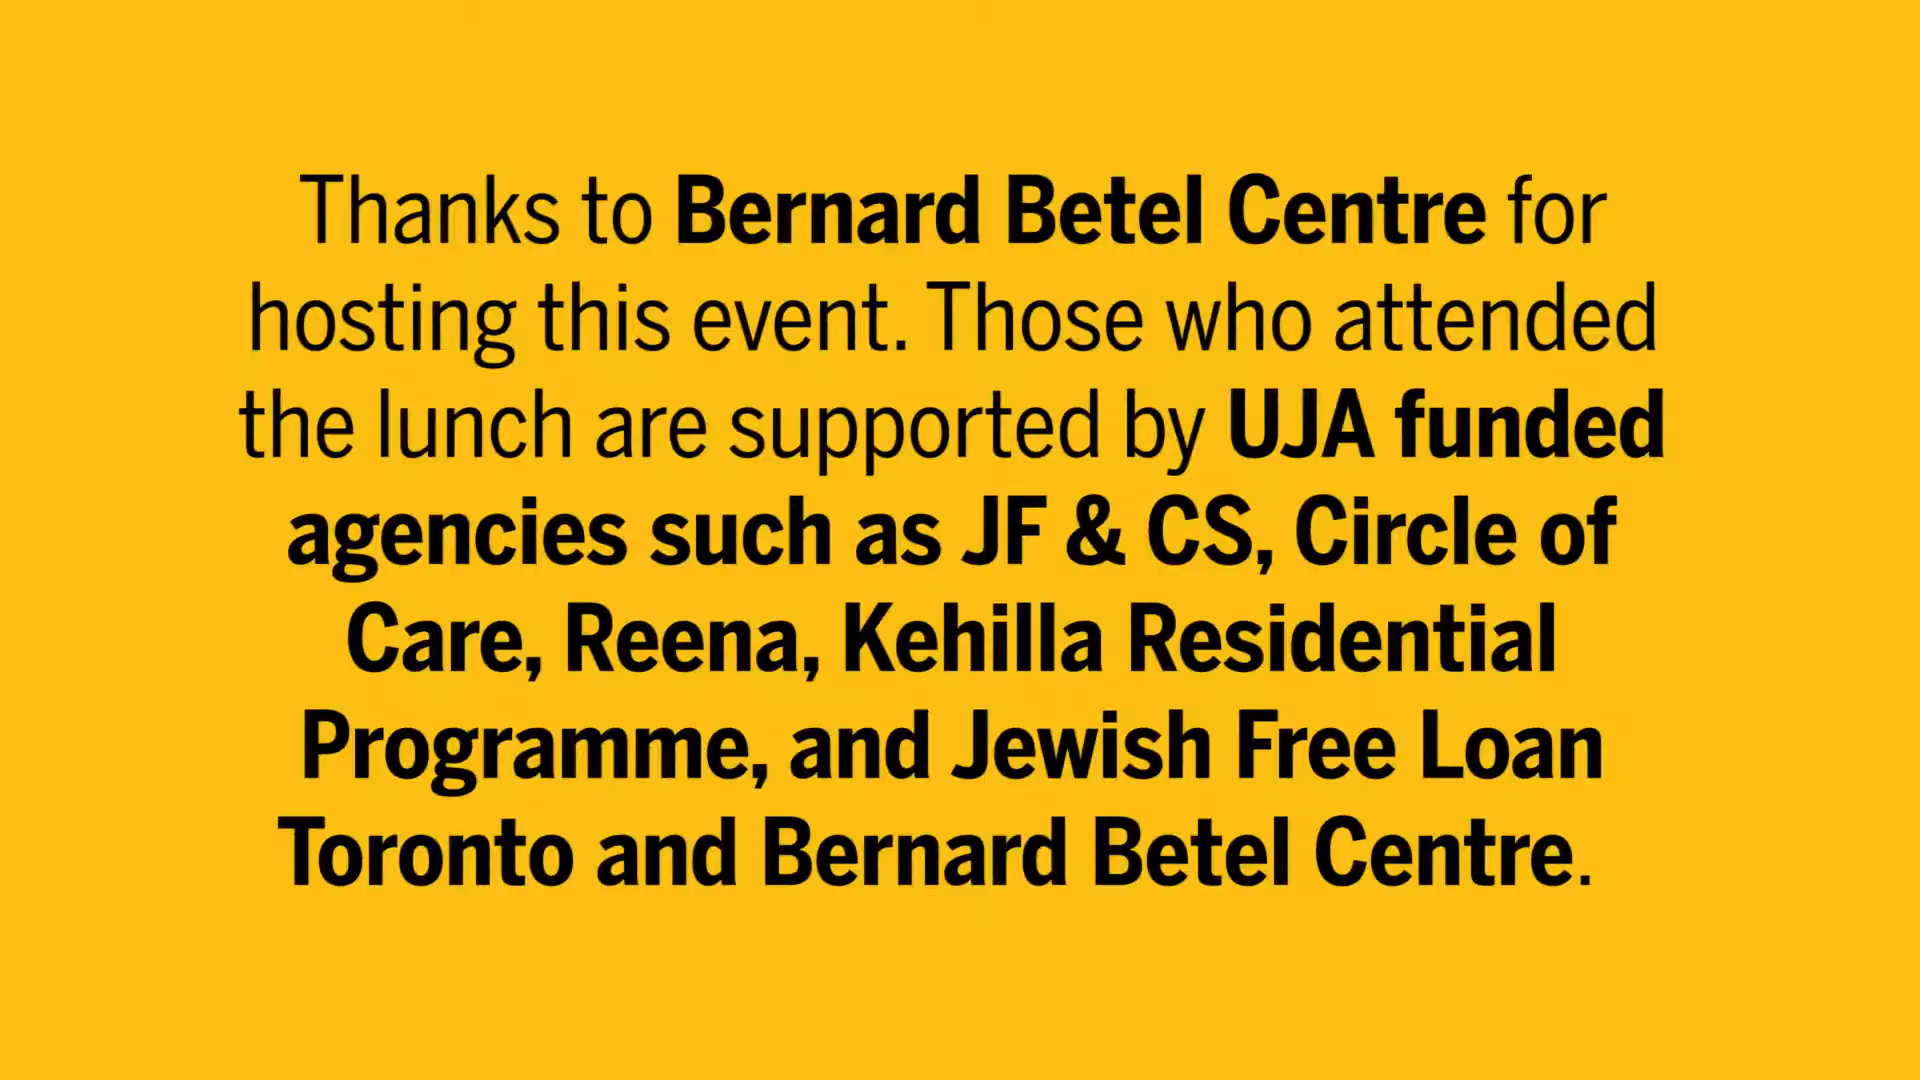 Thanks to Bernard Betel Centre for
hosting this event. Those who attended
the lunch are supported by UJA funded
agencies such as JF & CS, Circle of
Care, Reena, Kehilla Residential
Programme, and Jewish Free Loan
Toronto and Bernard Betel Centre.